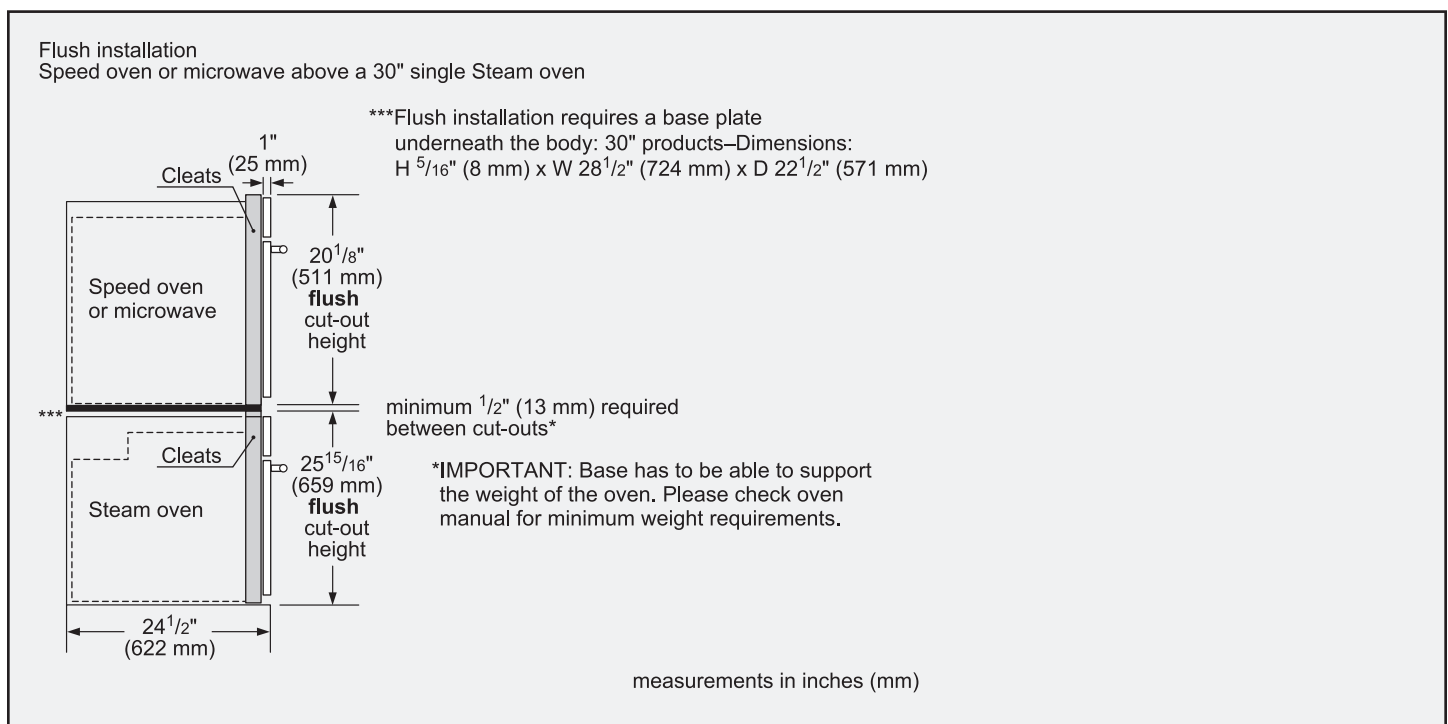 Flush installation
Speed oven or microwave above a 30" single Steam oven
***Flush installation requires a base plate
underneath the body: 30" products–Dimensions:
H 5/16" (8 mm) x W 28 1/2" (724 mm) x D 22 1/2" (571 mm)
1"
(25 mm)
Cleats
Speed oven
or microwave
20 1/8"
(511 mm)
flush
cut-out
height
***
minimum 1/2" (13 mm) required
between cut-outs*
Cleats
Steam oven
25 15/16"
(659 mm)
flush
cut-out
height
*IMPORTANT: Base has to be able to support
the weight of the oven. Please check oven
manual for minimum weight requirements.
24 1/2"
(622 mm)
measurements in inches (mm)